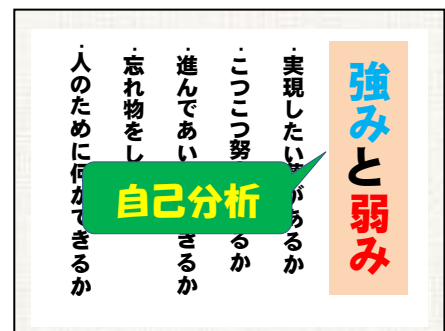 強みと弱み
・実現したい があるか
・こつこつ努 るか
・進んであい きるか
・忘れ物をし
・人のために何ができるか
自己分析